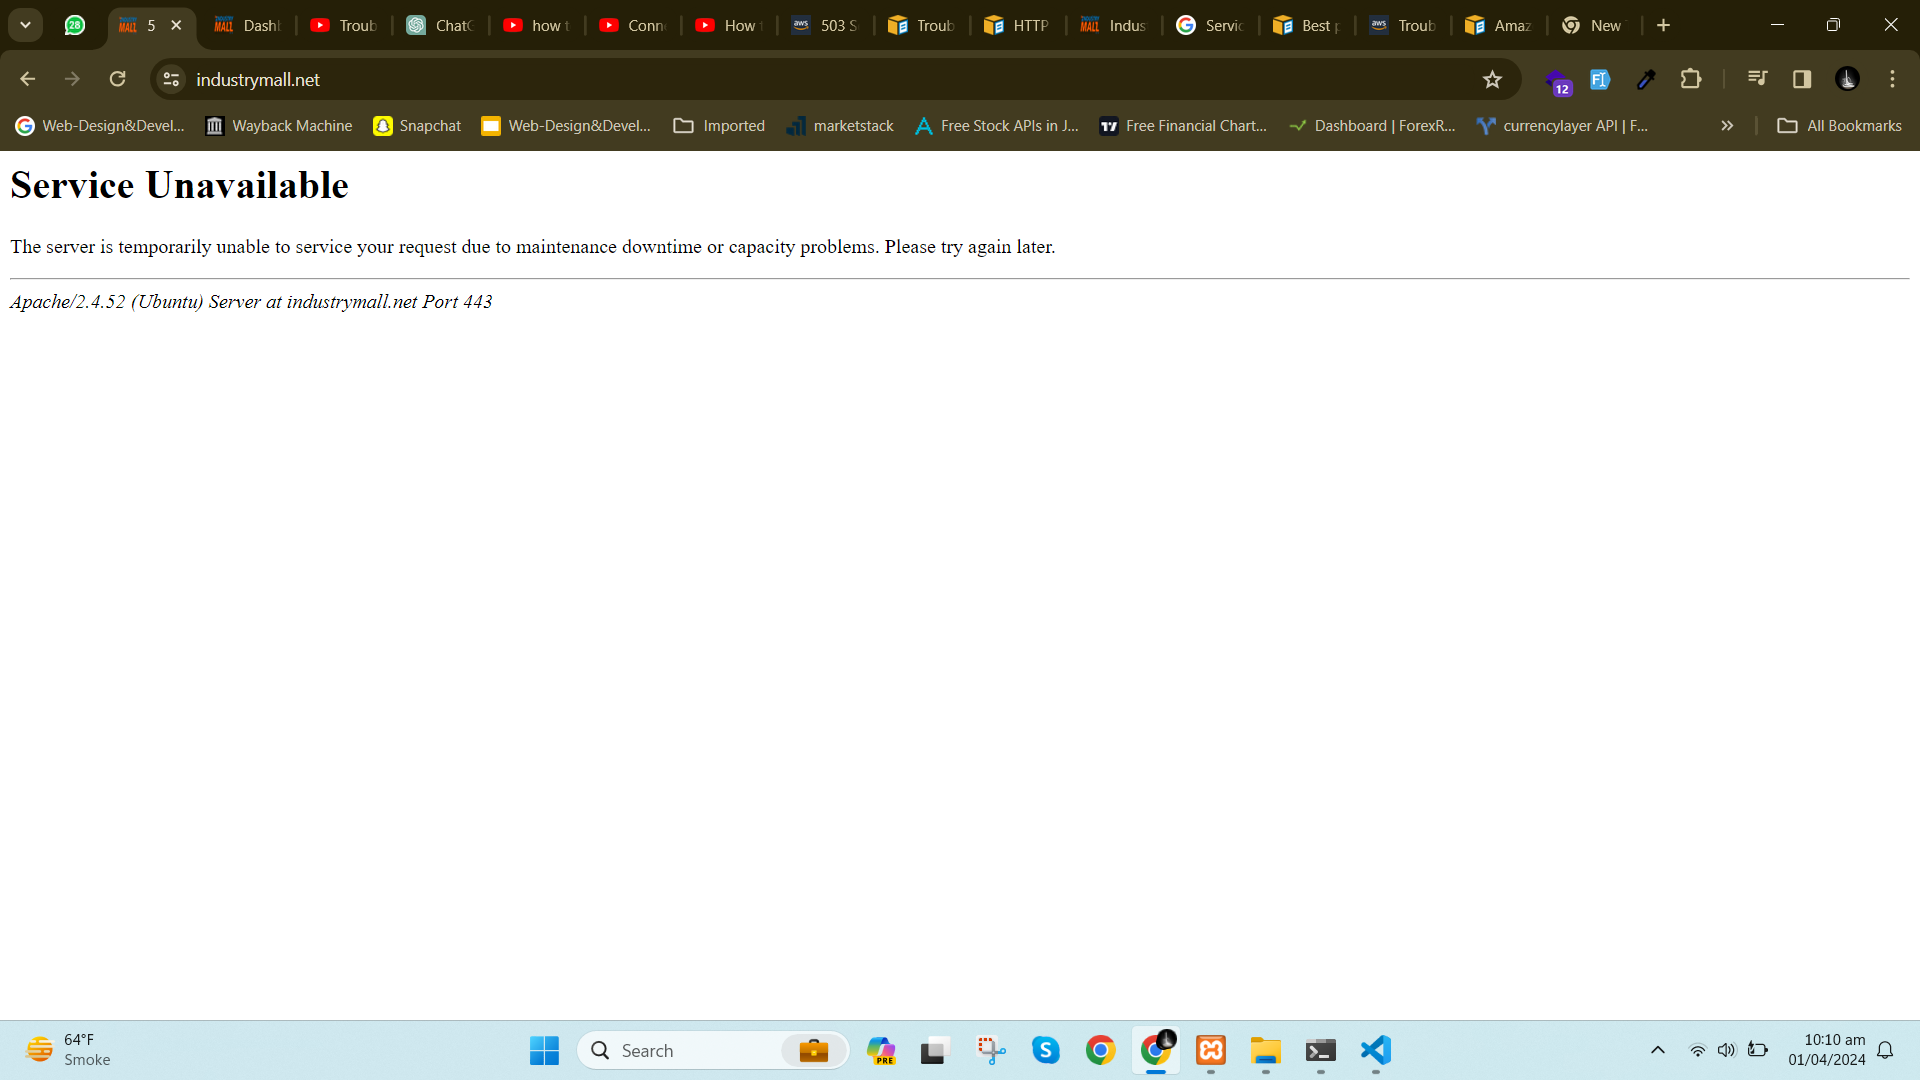 28
5
Dasht
Troub
ChatG
how t
Conn
How t
503 S
Troub
HTTP
Indus
Servic
Best p
Troub
Amaz
New
industrymall.net
12
Web-Design&Devel...
Wayback Machine
Snapchat
Web-Design&Devel...
Imported
marketstack
Free Stock APIs in J...
Free Financial Chart...
Dashboard | ForexR...
currencylayer API | F...
All Bookmarks
Service Unavailable
The server is temporarily unable to service your request due to maintenance downtime or capacity problems. Please try again later.
Apache/2.4.52 (Ubuntu) Server at industrymall.net Port 443
64°F
Smoke
Search
PRE
10:10 am
01/04/2024